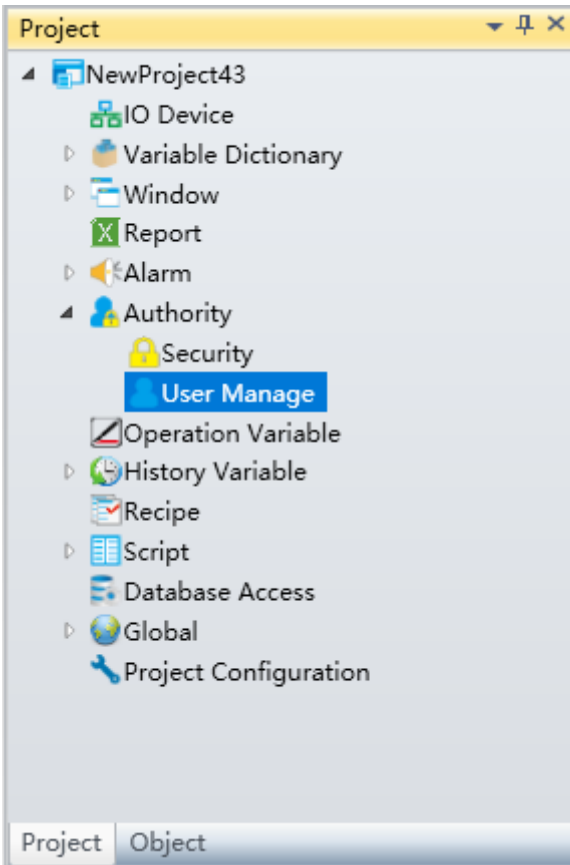 Project
NewProject43
IO Device
Variable Dictionary
Window
Report
Alarm
Authority
Security
User Manage
Operation Variable
History Variable
Recipe
Script
Database Access
Global
Project Configuration
Project Object